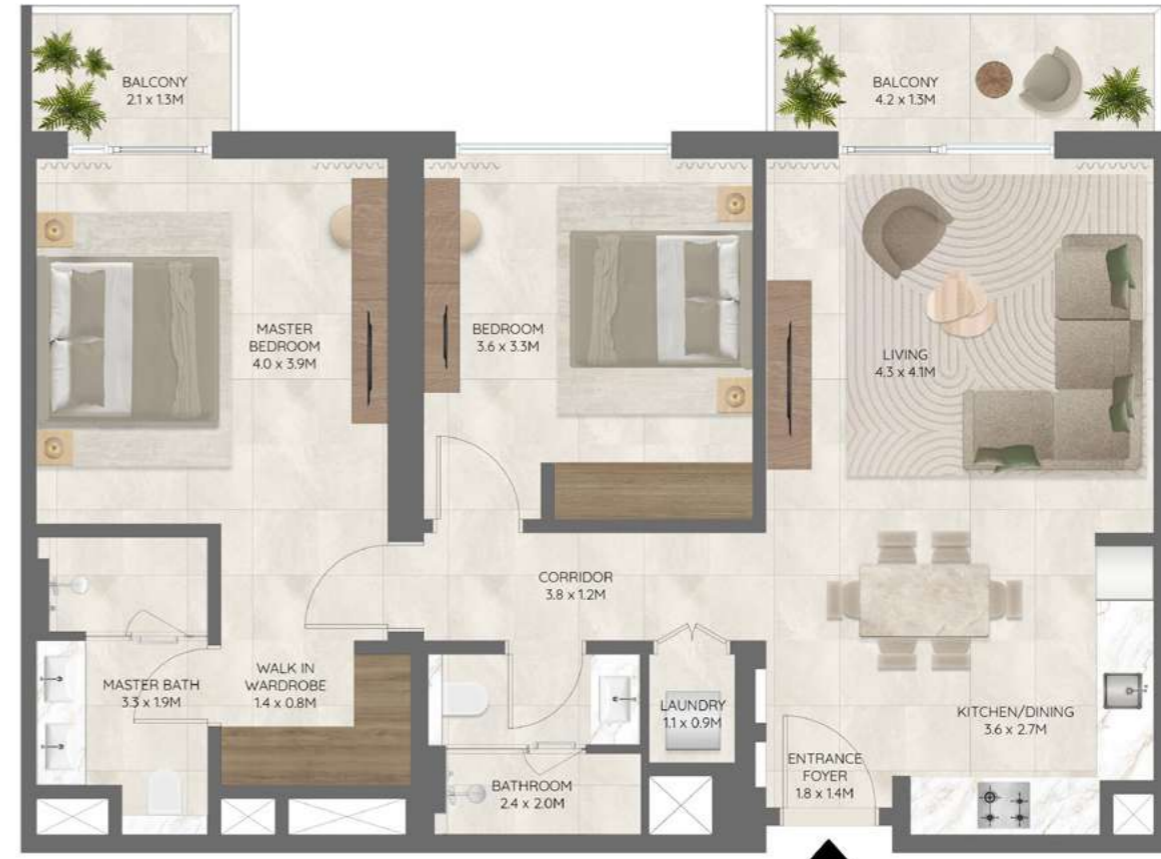 BALCONY
2.1 x 1.3M
BALCONY
4.2 x 1.3M
MASTER
BEDROOM
4.0 x 3.9M
BEDROOM
3.6 x 3.3M
LIVING
4.3 x 4.1M
CORRIDOR
3.8 x 1.2M
MASTER BATH
3.3 x 1.9M
WALK IN
WARDROBE
1.4 x 0.8M
LAUNDRY
1.1 x 0.9M
KITCHEN/DINING
3.6 x 2.7M
BATHROOM
2.4 x 2.0M
ENTRANCE
FOYER
1.8 x 1.4M